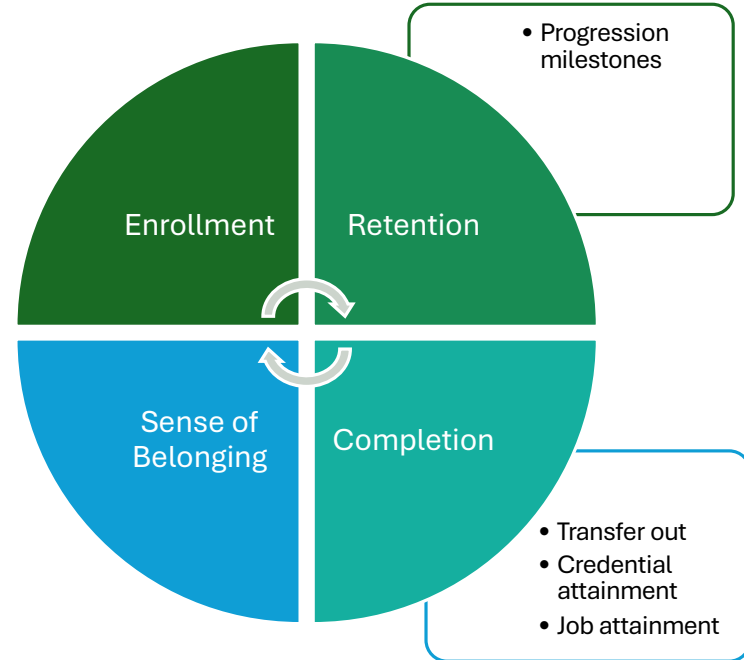 • Progression
milestones
Enrollment
Retention
Sense of
Belonging
Completion
• Transfer out
• Credential
attainment
• Job attainment